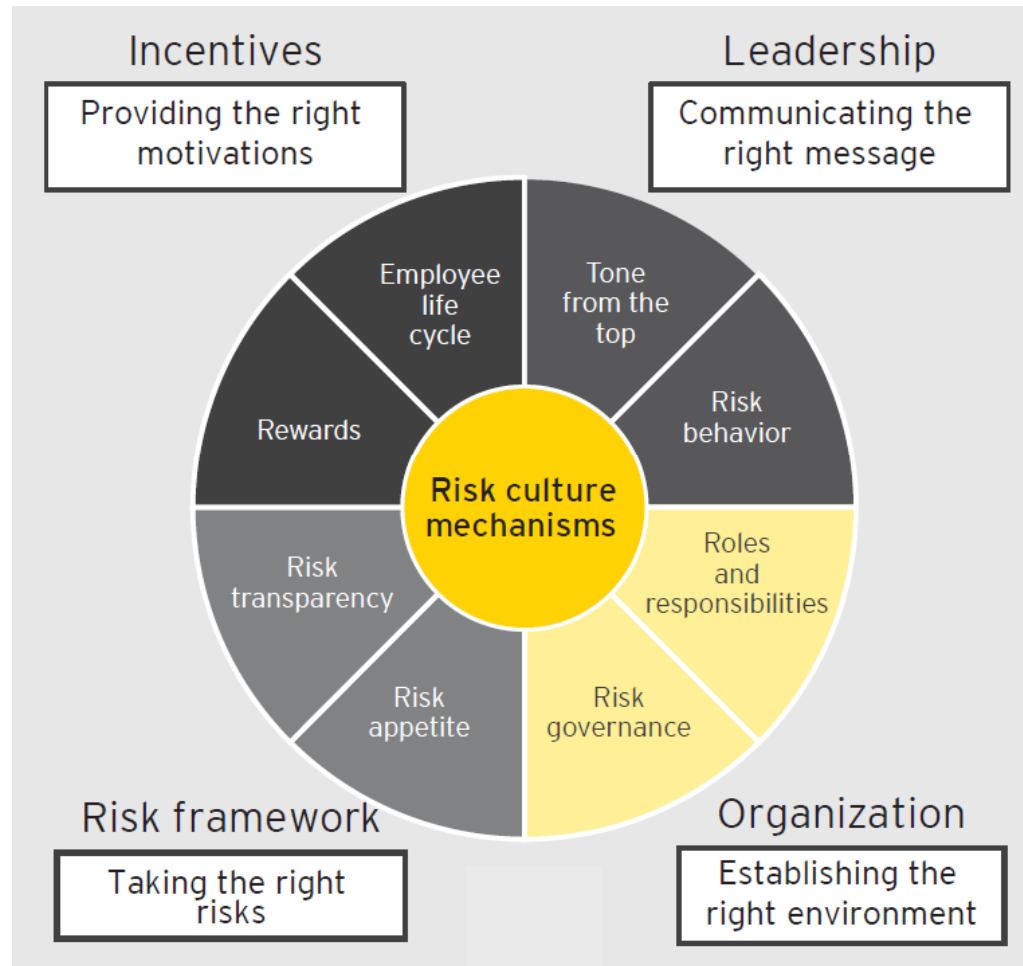 Incentives
Providing the right
motivations
Leadership
Communicating the
right message
Employee
life
cycle
Tone
from the
top
Rewards
Risk
behavior
Risk culture
mechanisms
Risk
transparency
Roles
and
responsibilities
Risk
appetite
Risk
governance
Risk framework
Taking the right
risks
Organization
Establishing the
right environment